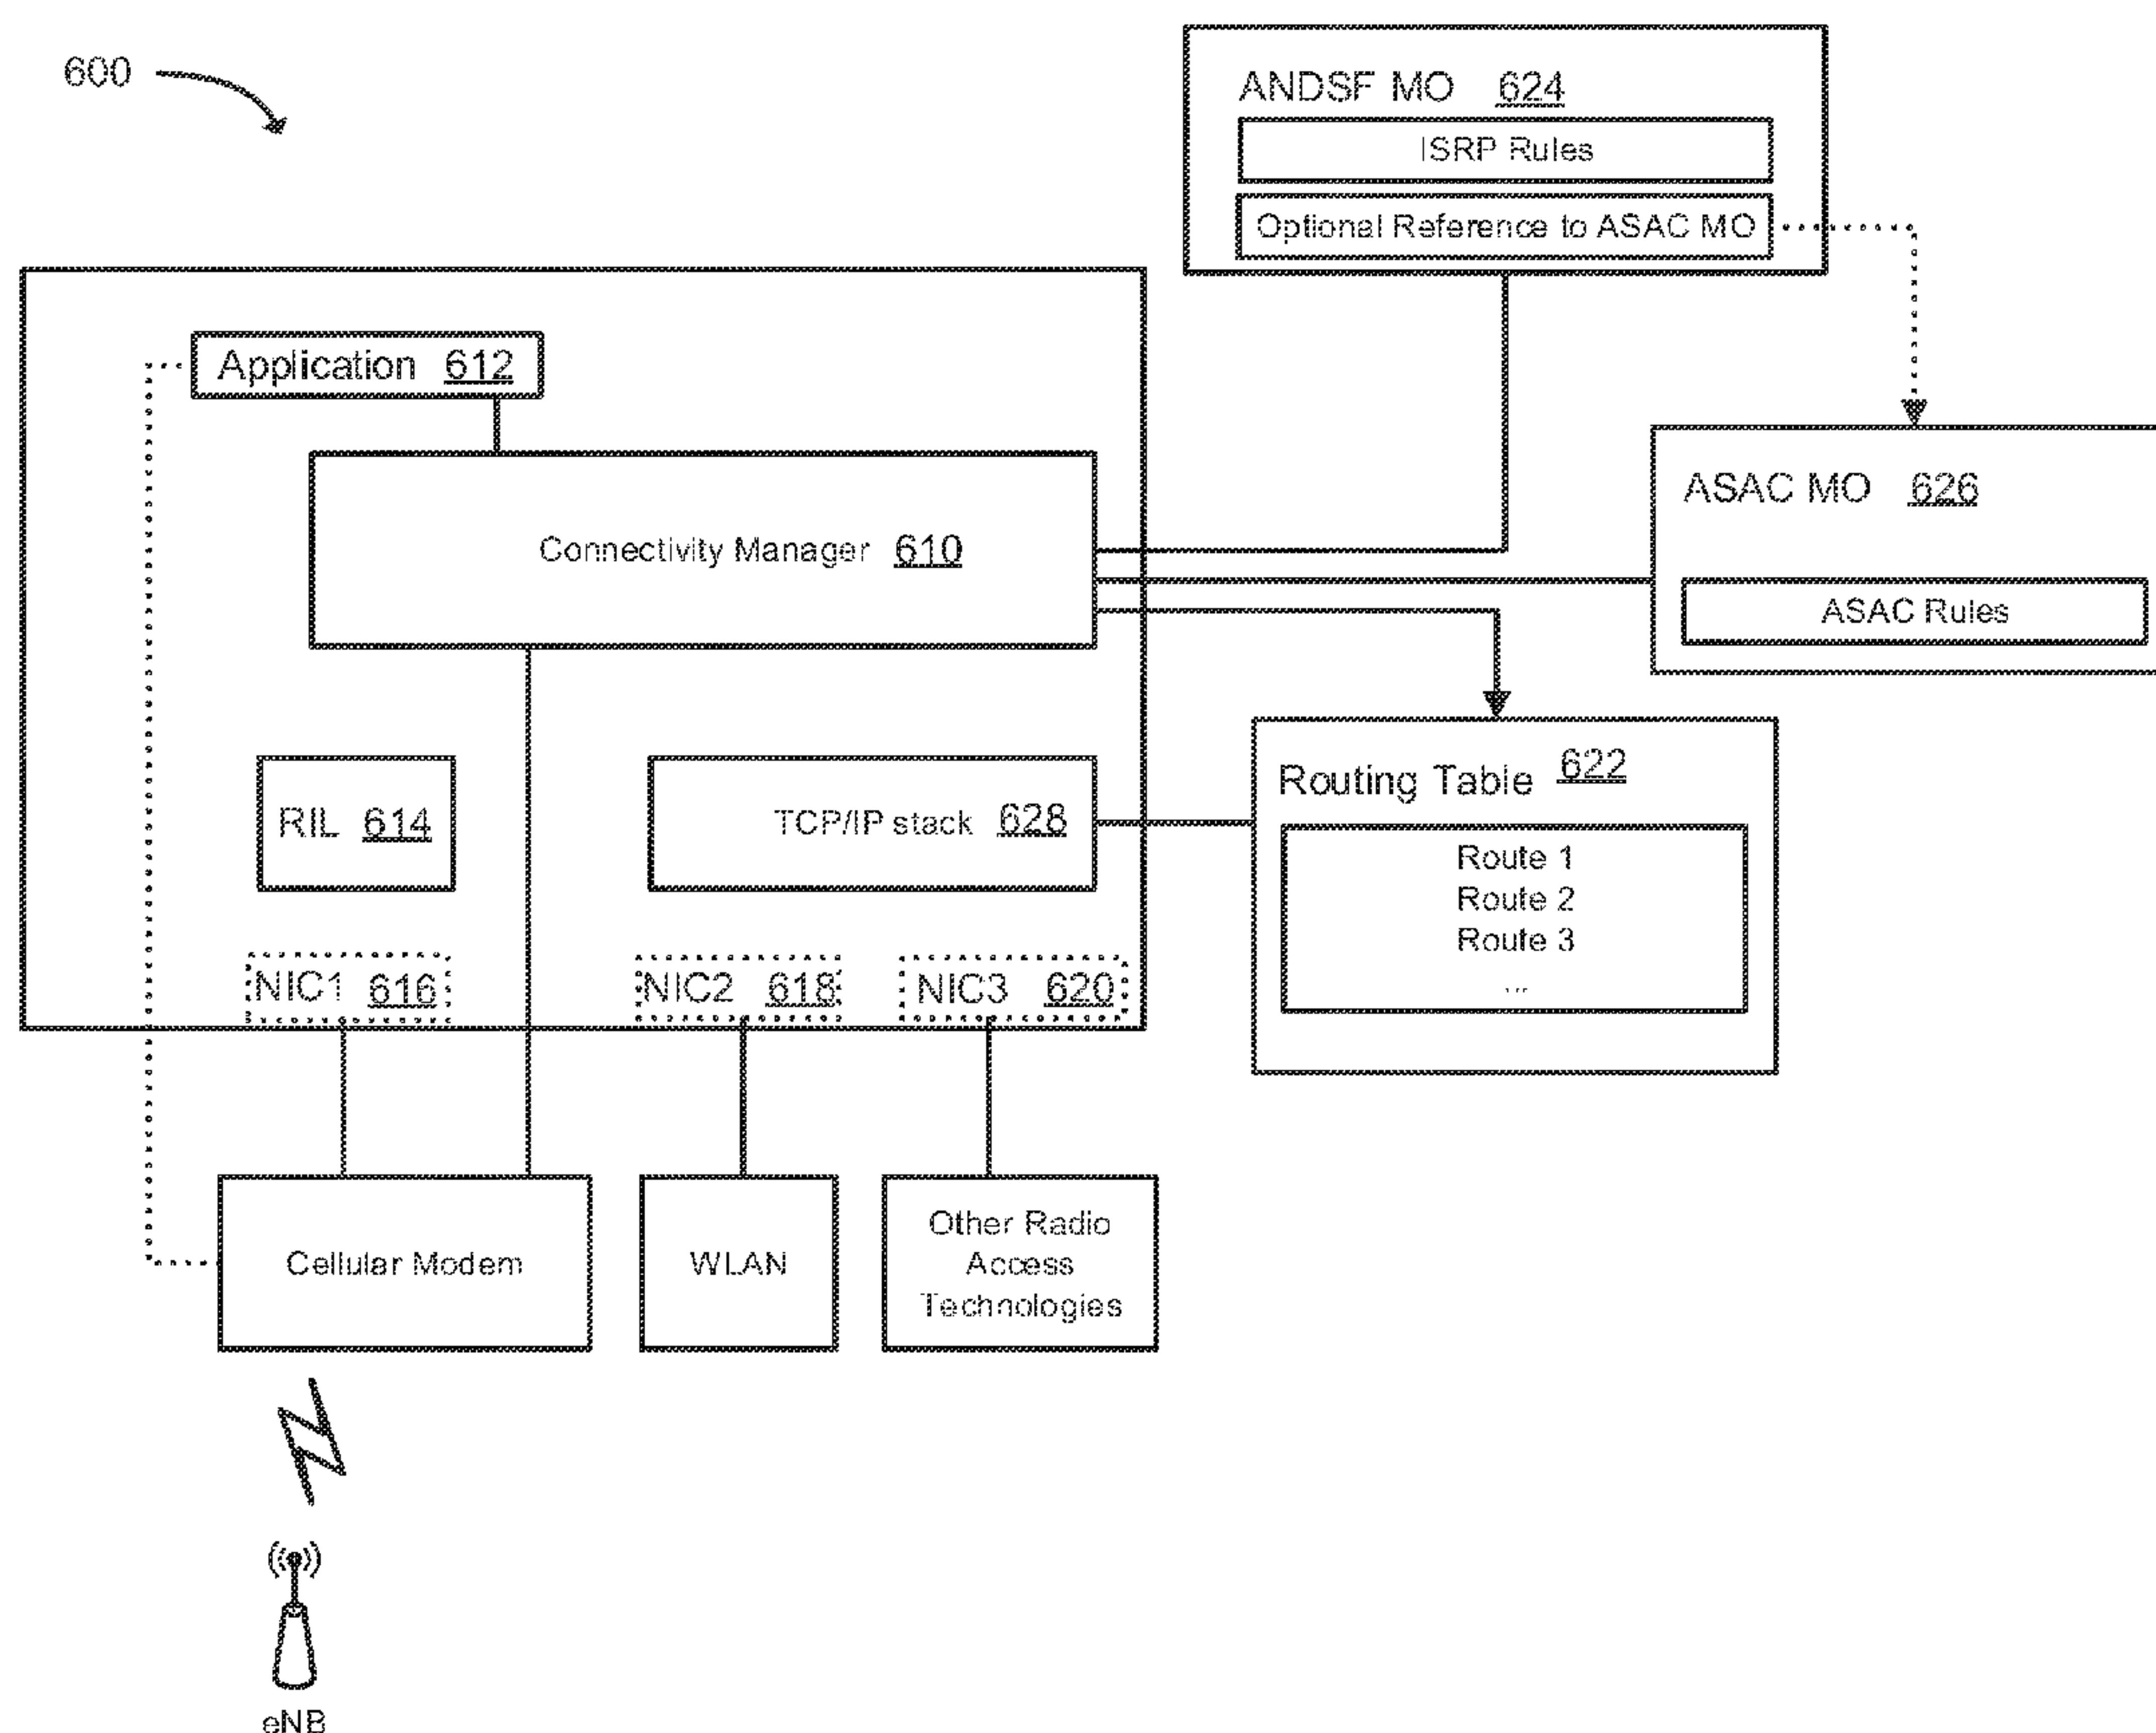 600
ANDSF MO 624
ISRP Rules
Optional Reference to ASAC MO
Application 612
Connectivity Manager 610
ASAC MO 626
ASAC Rules
RIL 614
TCP/IP stack 628
Routing Table 622
Route 1
Route 2
Route 3
...
NIC1 616
NIC2 618
NIC3 620
Cellular Modem
WLAN
Other Radio
Access
Technologies
eNB